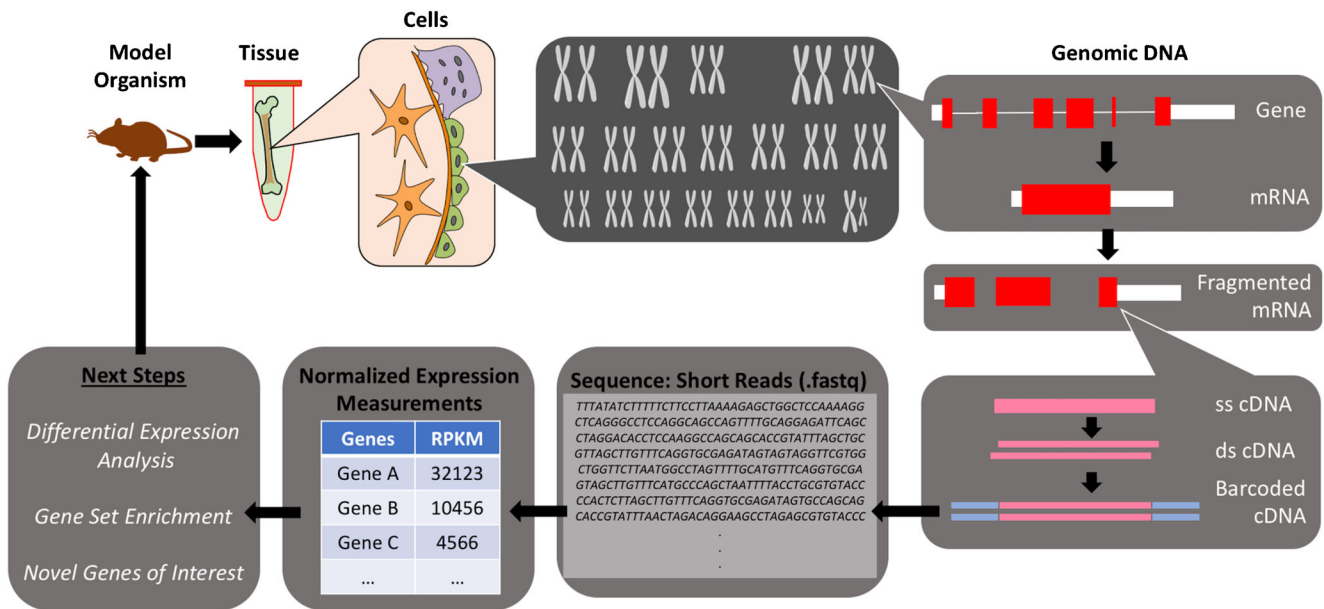 Model
Organism
Tissue
Cells
Genomic DNA
Gene
mRNA
Fragmented
mRNA
ss cDNA
ds cDNA
Barcoded
cDNA
Sequence: Short Reads (.fastq)
TTTATATCTTTTTCTTCCTTAAAAGAGCTGGCTCCAAAAGG
CTCAGGGCCTCCAGGCAGCCAGTTTTGCAGGAGATTCAGC
CTAGGACACCTCCAAGGCCAGCAGCACCGTATTTAGCTGC
GTTAGCTTGTTTCAGGTGCGAGATAGTAGTAGGTTCGTGG
CTGGTTCTTAATGGCCTAGTTTTGCATGTTTCAGGTGCGA
GTAGCTTGTTTCATGCCCAGCTAATTTTACCTGCGTGTACC
CCACTCTTAGCTTGTTTCAGGTGCGAGATAGTGCCAGCAG
CACCGTATTTAACTAGACAGGAAGCCTAGAGCGTGTACCC
.
.
.
Normalized Expression
Measurements
Genes RPKM
Gene A 32123
Gene B 10456
Gene C 4566
... ...
Next Steps
Differential Expression
Analysis
Gene Set Enrichment
Novel Genes of Interest